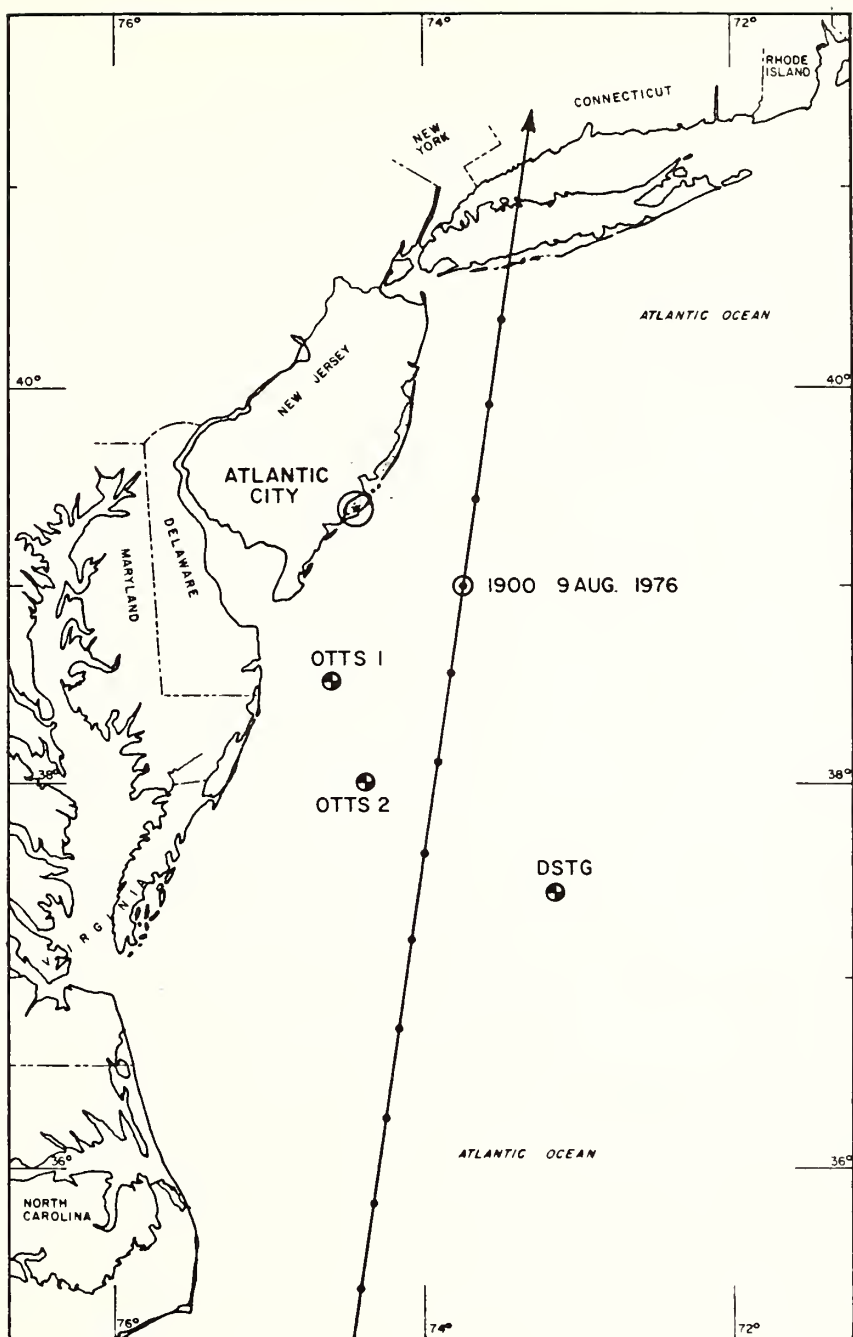 76°
74°
72°
RHODE
ISLAND
CONNECTICUT
NEW
YORK
ATLANTIC OCEAN
40°
40°
NEW JERSEY
ATLANTIC
CITY
DELAWARE
MARYLAND
1900 9 AUG. 1976
OTTS 1
38°
38°
OTTS 2
DSTG
VIRGINIA
36°
36°
ATLANTIC OCEAN
NORTH
CAROLINA
76°
74°
72°